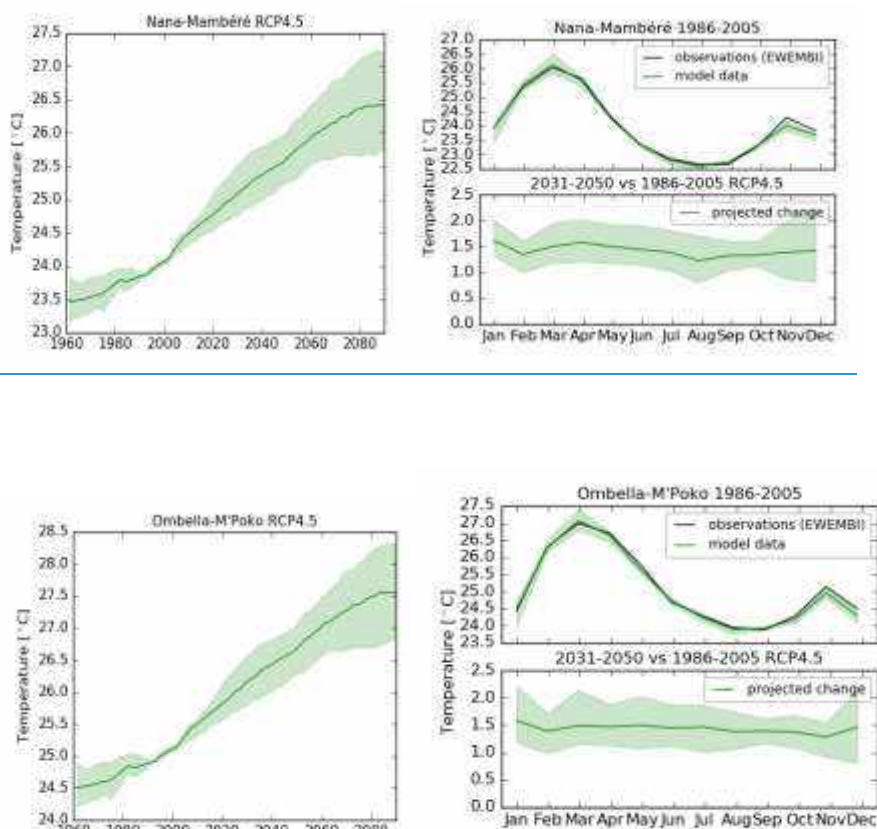 Nana-Mambéré RCP4.5
Temperature [°C]
27.5
27.0
26.5
26.0
25.5
25.0
24.5
24.0
23.5
23.0
1960 1980 2000 2020 2040 2060 2080
Nana-Mambéré 1986-2005
Temperature [°C]
27.0
26.5
26.0
25.5
25.0
24.5
24.0
23.5
23.0
22.5
observations (EWEMBI)
model data
2031-2050 vs 1986-2005 RCP4.5
2.5
2.0
1.5
1.0
0.5
0.0
projected change
Jan Feb Mar Apr May Jun Jul Aug Sep Oct Nov Dec
Ombella-M'Poko RCP4.5
Temperature [°C]
28.5
28.0
27.5
27.0
26.5
26.0
25.5
25.0
24.5
24.0
1960 1980 2000 2020 2040 2060 2080
Ombella-M'Poko 1986-2005
Temperature [°C]
27.5
27.0
26.5
26.0
25.5
25.0
24.5
24.0
23.5
observations (EWEMBI)
model data
2031-2050 vs 1986-2005 RCP4.5
2.5
2.0
1.5
1.0
0.5
0.0
projected change
Jan Feb Mar Apr May Jun Jul Aug Sep Oct Nov Dec